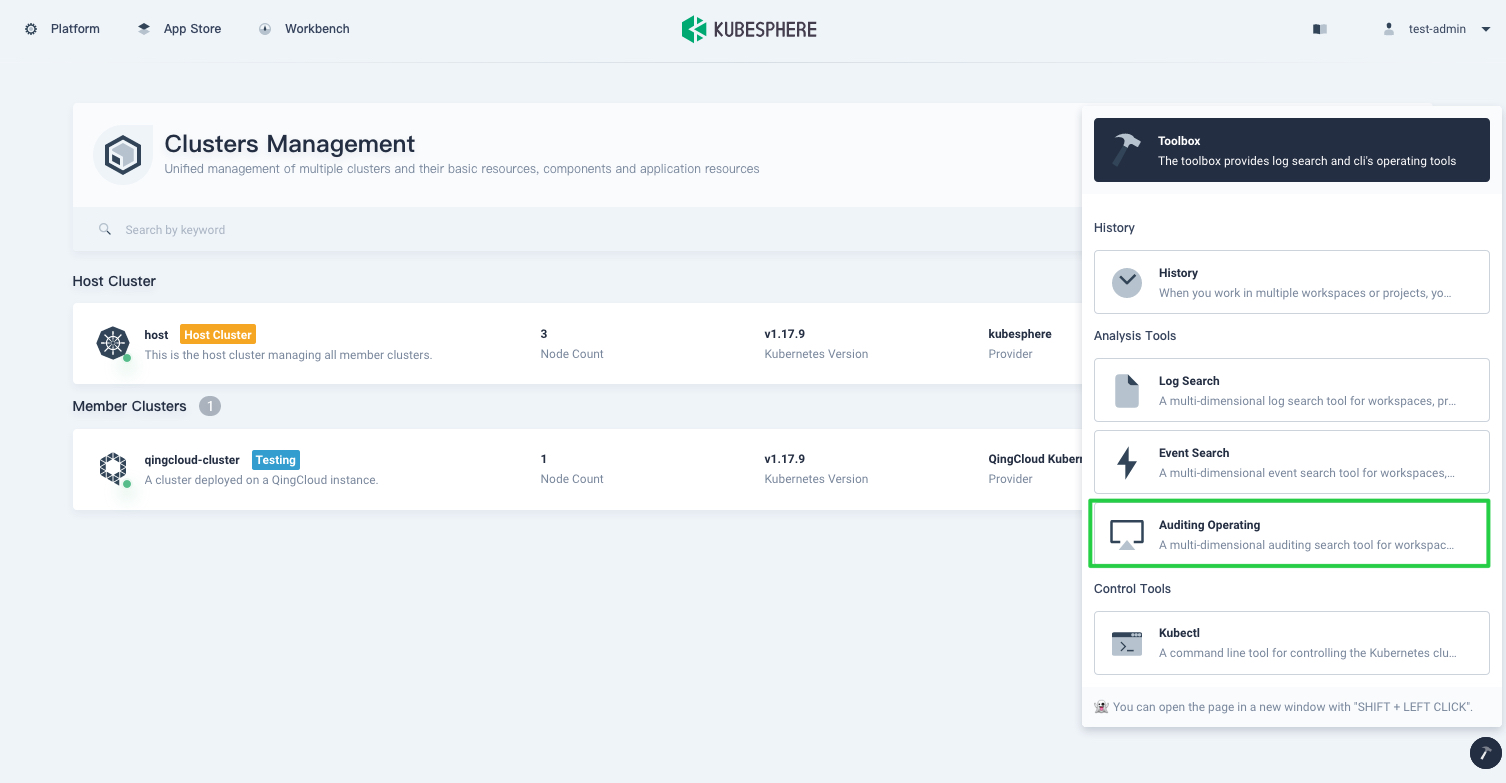 Platform
App Store
Workbench
KUBESPHERE
test-admin
Clusters Management
Unified management of multiple clusters and their basic resources, components and application resources
Search by keyword
Host Cluster
host
Host Cluster
This is the host cluster managing all member clusters.
3
Node Count
v1.17.9
Kubernetes Version
kubesphere
Provider
Member Clusters
1
qingcloud-cluster
Testing
A cluster deployed on a QingCloud instance.
1
Node Count
v1.17.9
Kubernetes Version
QingCloud Kubern
Provider
Toolbox
The toolbox provides log search and cli's operating tools
History
History
When you work in multiple workspaces or projects, yo...
Analysis Tools
Log Search
A multi-dimensional log search tool for workspaces, pr...
Event Search
A multi-dimensional event search tool for workspaces,...
Auditing Operating
A multi-dimensional auditing search tool for workspac...
Control Tools
Kubectl
A command line tool for controlling the Kubernetes clu...
You can open the page in a new window with "SHIFT + LEFT CLICK".